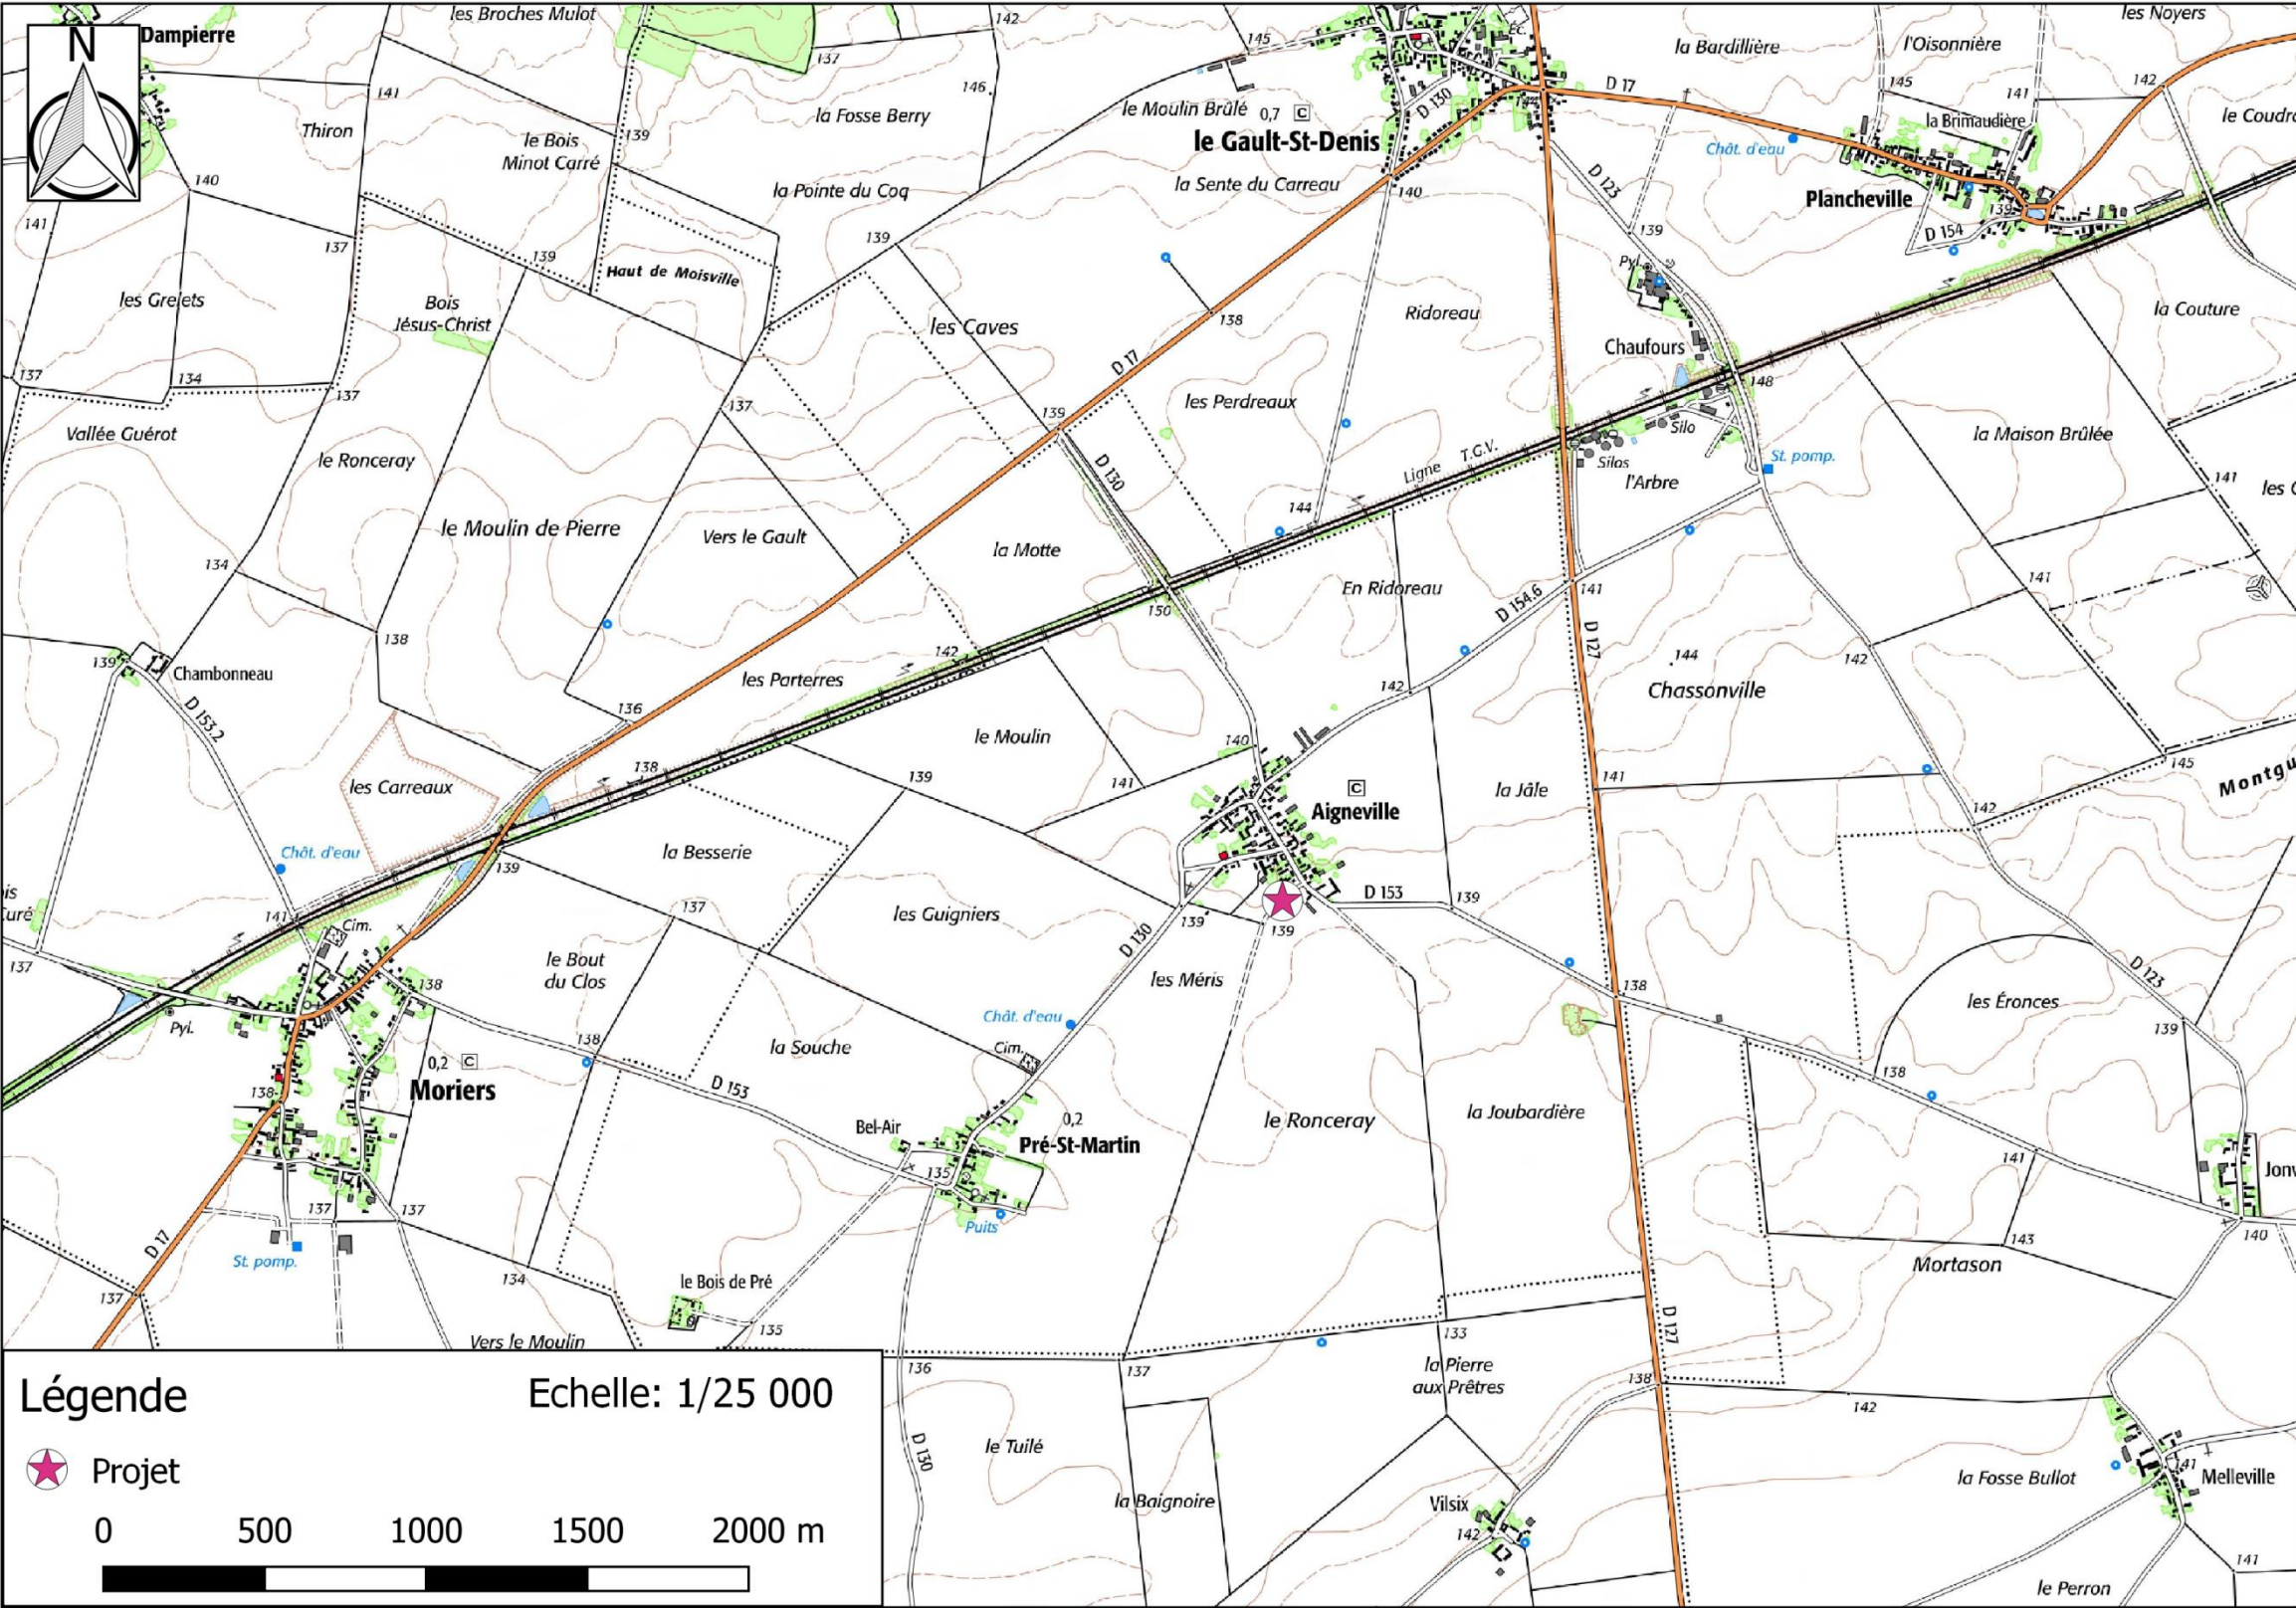 N
Dampierre
les Broches Mulot
142
145
Éc.
la Bardillière
l'Oisonnière
les Noyers
141
137
146
le Moulin Brûlé
0,7
C
D 130
144
D 17
145
141
142
le Coudr
Thiron
le Bois
Minot Carré
139
la Fosse Berry
le Gault-St-Denis
Chât. d'eau
la Brimaudière
140
la Pointe du Coq
la Sente du Carreau
140
D 123
Plancheville
139
D 154
141
137
139
Haut de Moisville
139
139
Pyl.
les Grelets
Bois
Jésus-Christ
les Caves
138
Ridoreau
la Couture
Chaufours
148
137
134
137
137
D 17
les Perdreaux
139
Vallée Guérot
le Ronceray
D 130
Ligne T.G.V.
Silo
Silos
l'Arbre
St. pomp.
la Maison Brûlée
141
les
le Moulin de Pierre
Vers le Gault
la Motte
144
134
138
150
En Ridoreau
D 154.6
141
141
D 127
139
Chambonneau
D 153.2
142
les Parterres
136
142
144
Chassonville
142
le Moulin
140
les Carreaux
138
139
141
C
Aigneville
la Jâle
141
145
Montgu
142
Chât. d'eau
139
la Besserie
is
uré
141
Cim.
137
les Guigniers
139
139
D 153
139
137
le Bout
du Clos
D 130
les Méris
138
D 123
138
Pyl.
138
Chât. d'eau
Cim.
les Éronces
139
0,2
C
Moriers
la Souche
D 153
138
138
Bel-Air
0,2
Pré-St-Martin
le Ronceray
la Joubardière
135
Puits
141
Jonv
137
137
D 17
St. pomp.
134
143
140
Mortason
137
le Bois de Pré
135
Vers le Moulin
D 127
133
136
137
la Pierre
aux Prêtres
138
142
Légende
Echelle: 1/25 000
Projet
0
500
1000
1500
2000 m
D 130
le Tuilé
la Baignoire
Vilsix
142
la Fosse Bullot
141
Melleville
141
le Perron